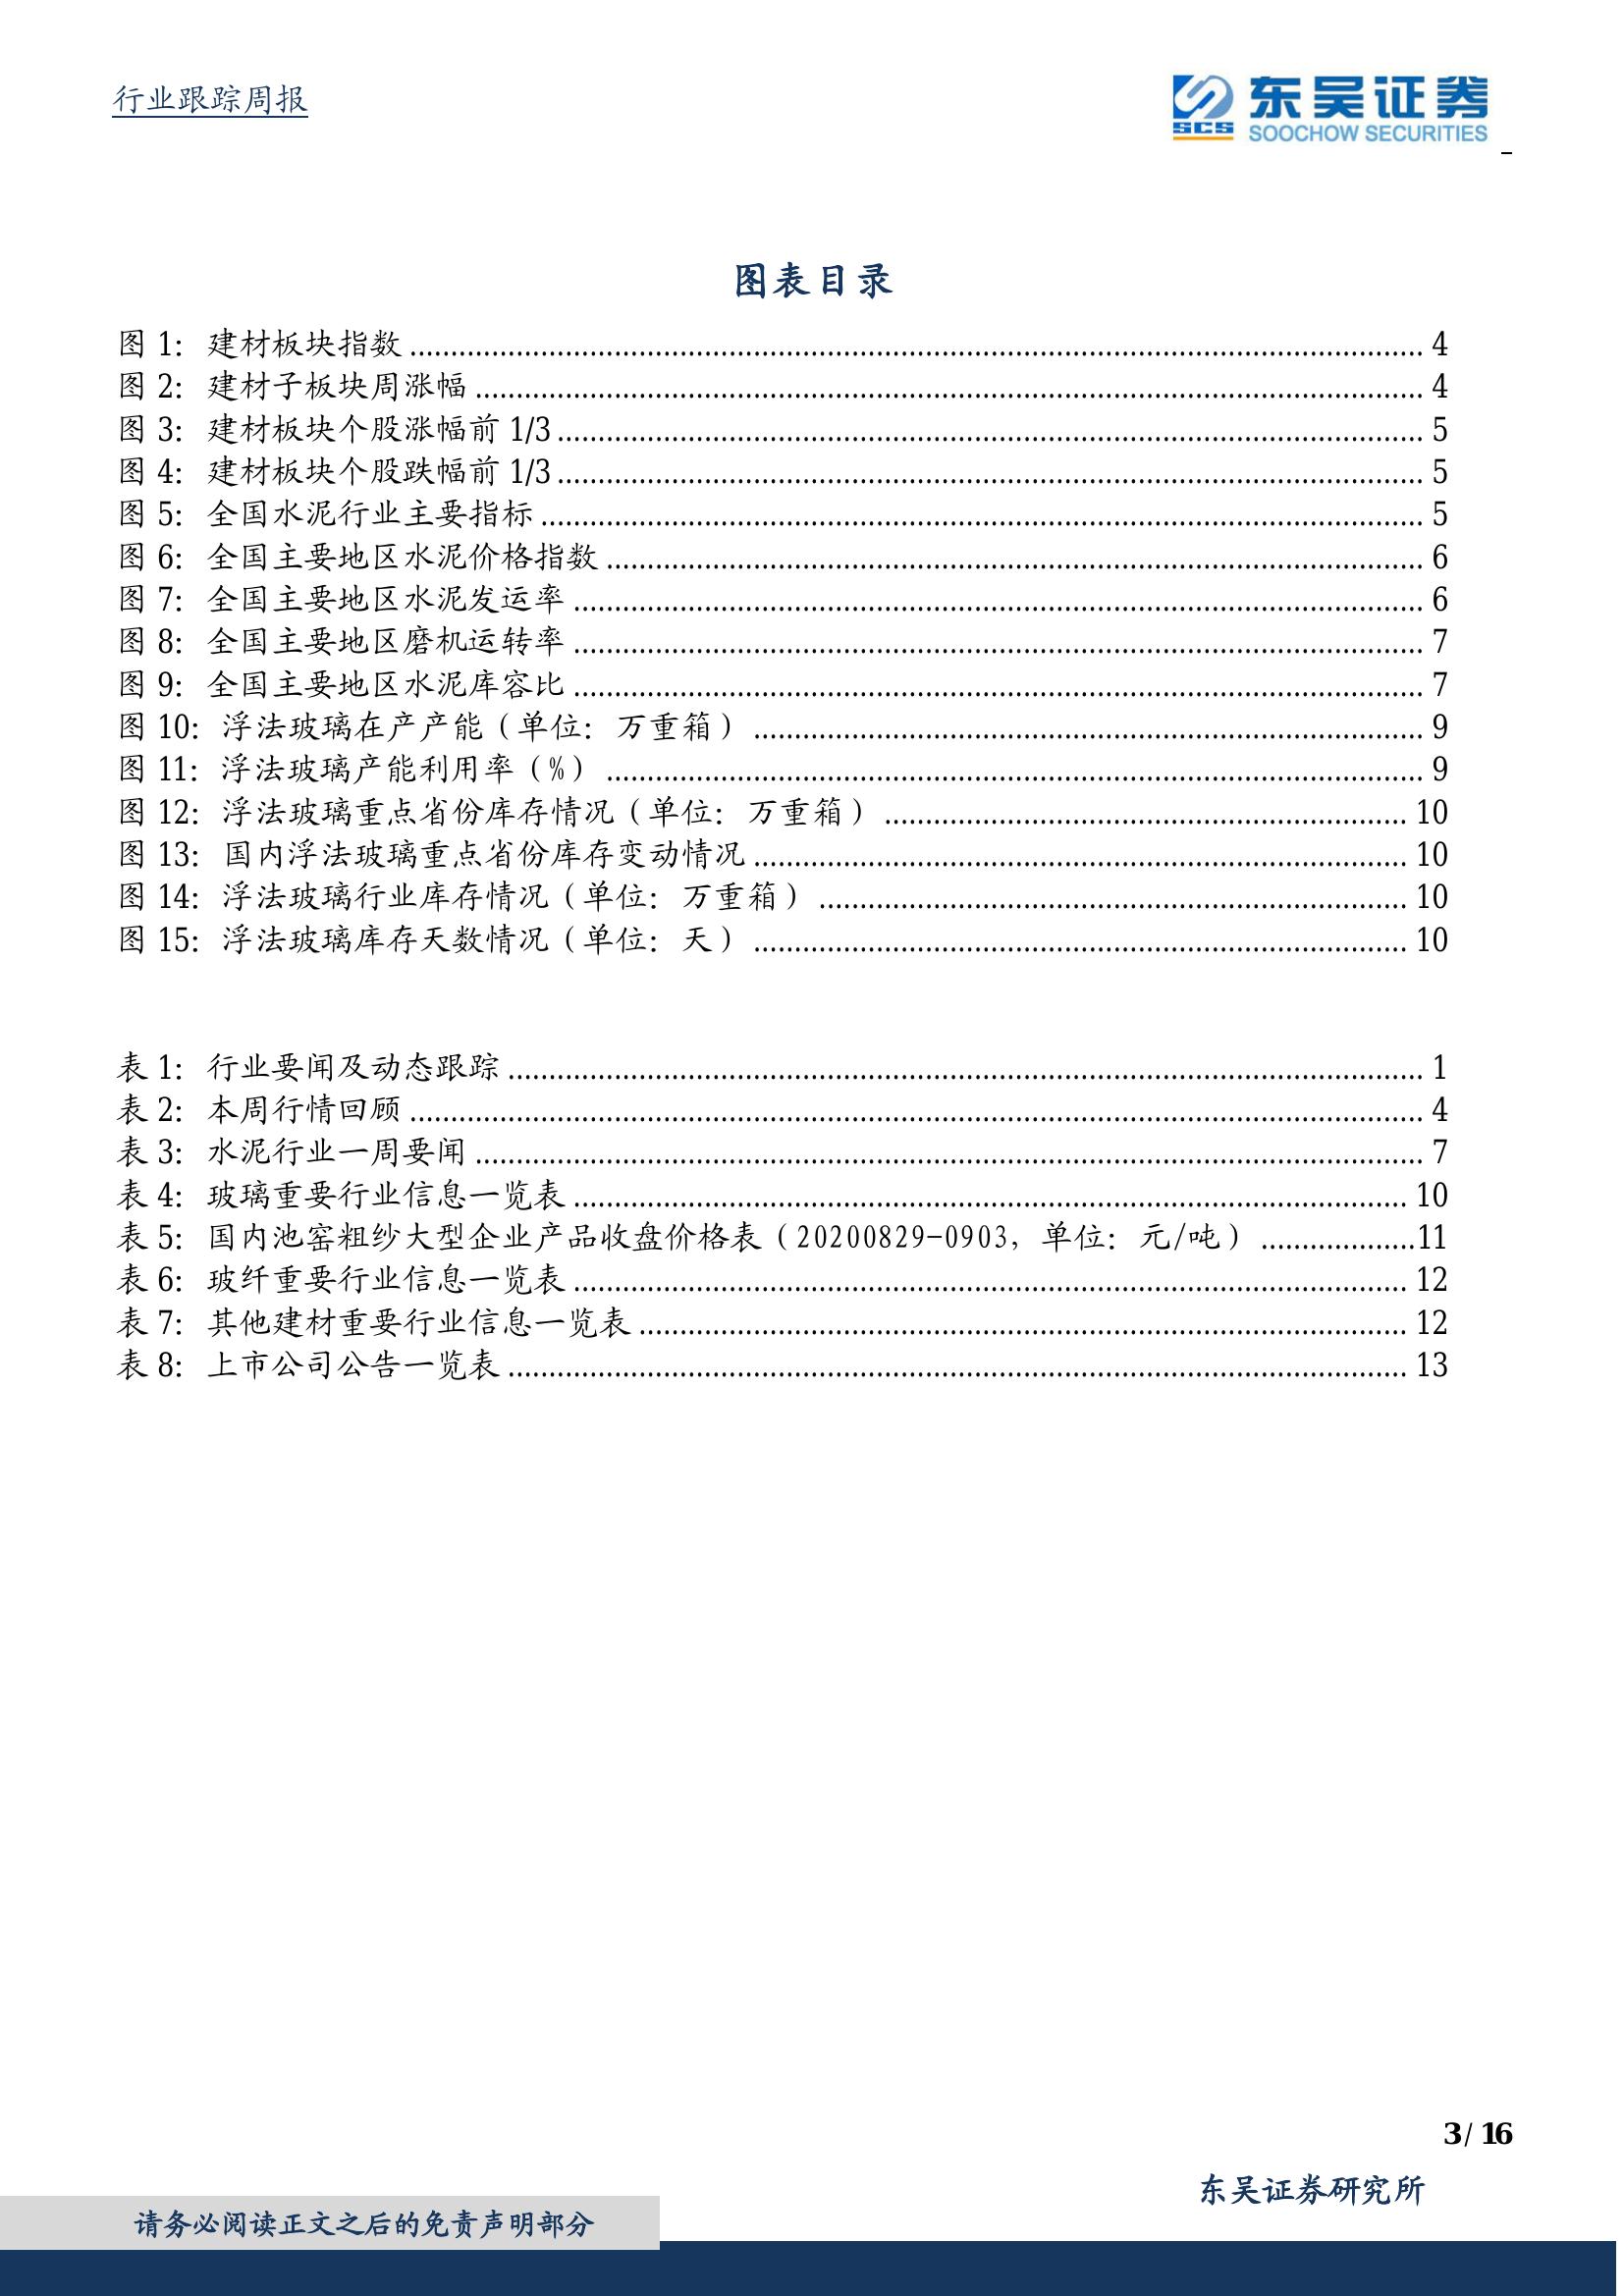 行业跟踪周报
东吴证券
SCS
SOOCHOW SECURITIES
图表目录
图 1: 建材板块指数 ........ 4
图 2: 建材子板块周涨幅 ........ 4
图 3: 建材板块个股涨幅前 1/3 ........ 5
图 4: 建材板块个股跌幅前 1/3 ........ 5
图 5: 全国水泥行业主要指标 ........ 5
图 6: 全国主要地区水泥价格指数 ........ 6
图 7: 全国主要地区水泥发运率 ........ 6
图 8: 全国主要地区磨机运转率 ........ 7
图 9: 全国主要地区水泥库容比 ........ 7
图 10: 浮法玻璃在产产能（单位：万重箱） ........ 9
图 11: 浮法玻璃产能利用率（%） ........ 9
图 12: 浮法玻璃重点省份库存情况（单位：万重箱） ........ 10
图 13: 国内浮法玻璃重点省份库存变动情况 ........ 10
图 14: 浮法玻璃行业库存情况（单位：万重箱） ........ 10
图 15: 浮法玻璃库存天数情况（单位：天） ........ 10
表 1: 行业要闻及动态跟踪 ........ 1
表 2: 本周行情回顾 ........ 4
表 3: 水泥行业一周要闻 ........ 7
表 4: 玻璃重要行业信息一览表 ........ 10
表 5: 国内池窑粗纱大型企业产品收盘价格表（20200829-0903，单位：元/吨） ........ 11
表 6: 玻纤重要行业信息一览表 ........ 12
表 7: 其他建材重要行业信息一览表 ........ 12
表 8: 上市公司公告一览表 ........ 13
3 / 16
东吴证券研究所
请务必阅读正文之后的免责声明部分